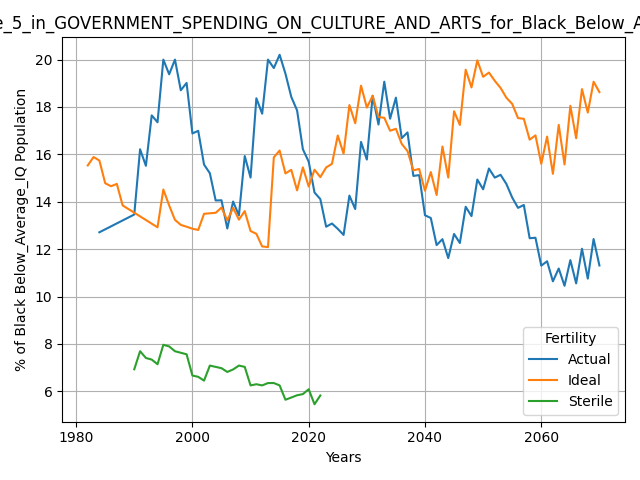 e_5_in_GOVERNMENT_SPENDING_ON_CULTURE_AND_ARTS_for_Black_Below_A
% of Black Below_Average_IQ Population
20
18
16
14
12
10
8
6
1980
2000
2020
2040
2060
Years
Fertility
Actual
Ideal
Sterile